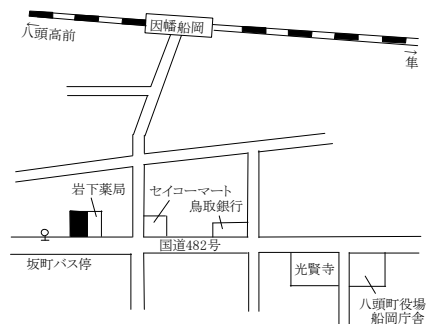 因幡船岡
八頭高前
隼
岩下薬局
セイコーマート
鳥取銀行
国道482号
坂町バス停
光賢寺
八頭町役場
船岡庁舎